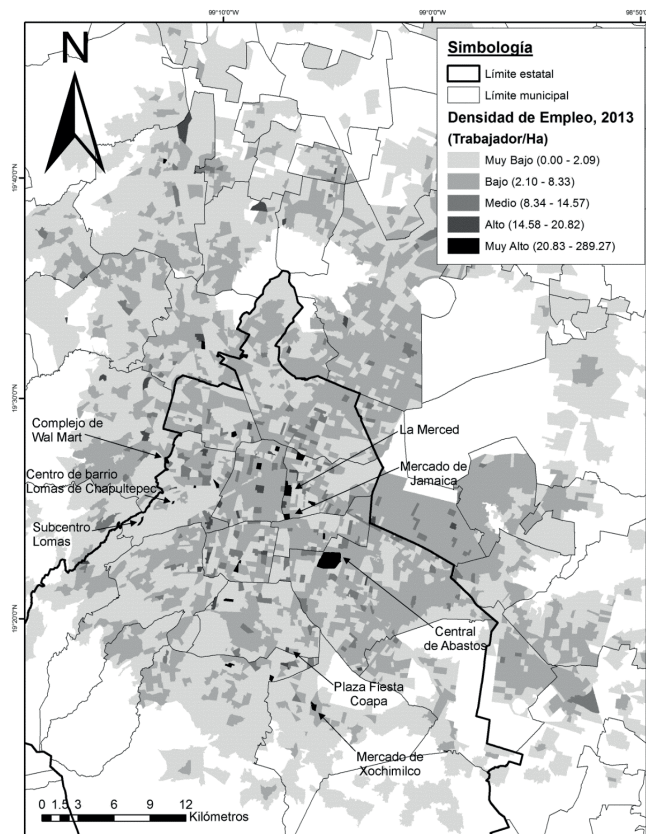 99°10'0"W
99°0'0"W
98°50'0"W
N
Simbología
Límite estatal
Límite municipal
Densidad de Empleo, 2013
(Trabajador/Ha)
Muy Bajo (0.00 - 2.09)
Bajo (2.10 - 8.33)
Medio (8.34 - 14.57)
Alto (14.58 - 20.82)
Muy Alto (20.83 - 289.27)
19°40'0"N
19°30'0"N
Complejo de
Wal Mart
La Merced
Centro de barrio
Lomas de Chapultepec
Mercado de
Jamaica
Subcentro
Lomas
19°20'0"N
Central
de Abastos
Plaza Fiesta
Coapa
Mercado de
Xochimilco
0 1.5 3 6 9 12
Kilómetros